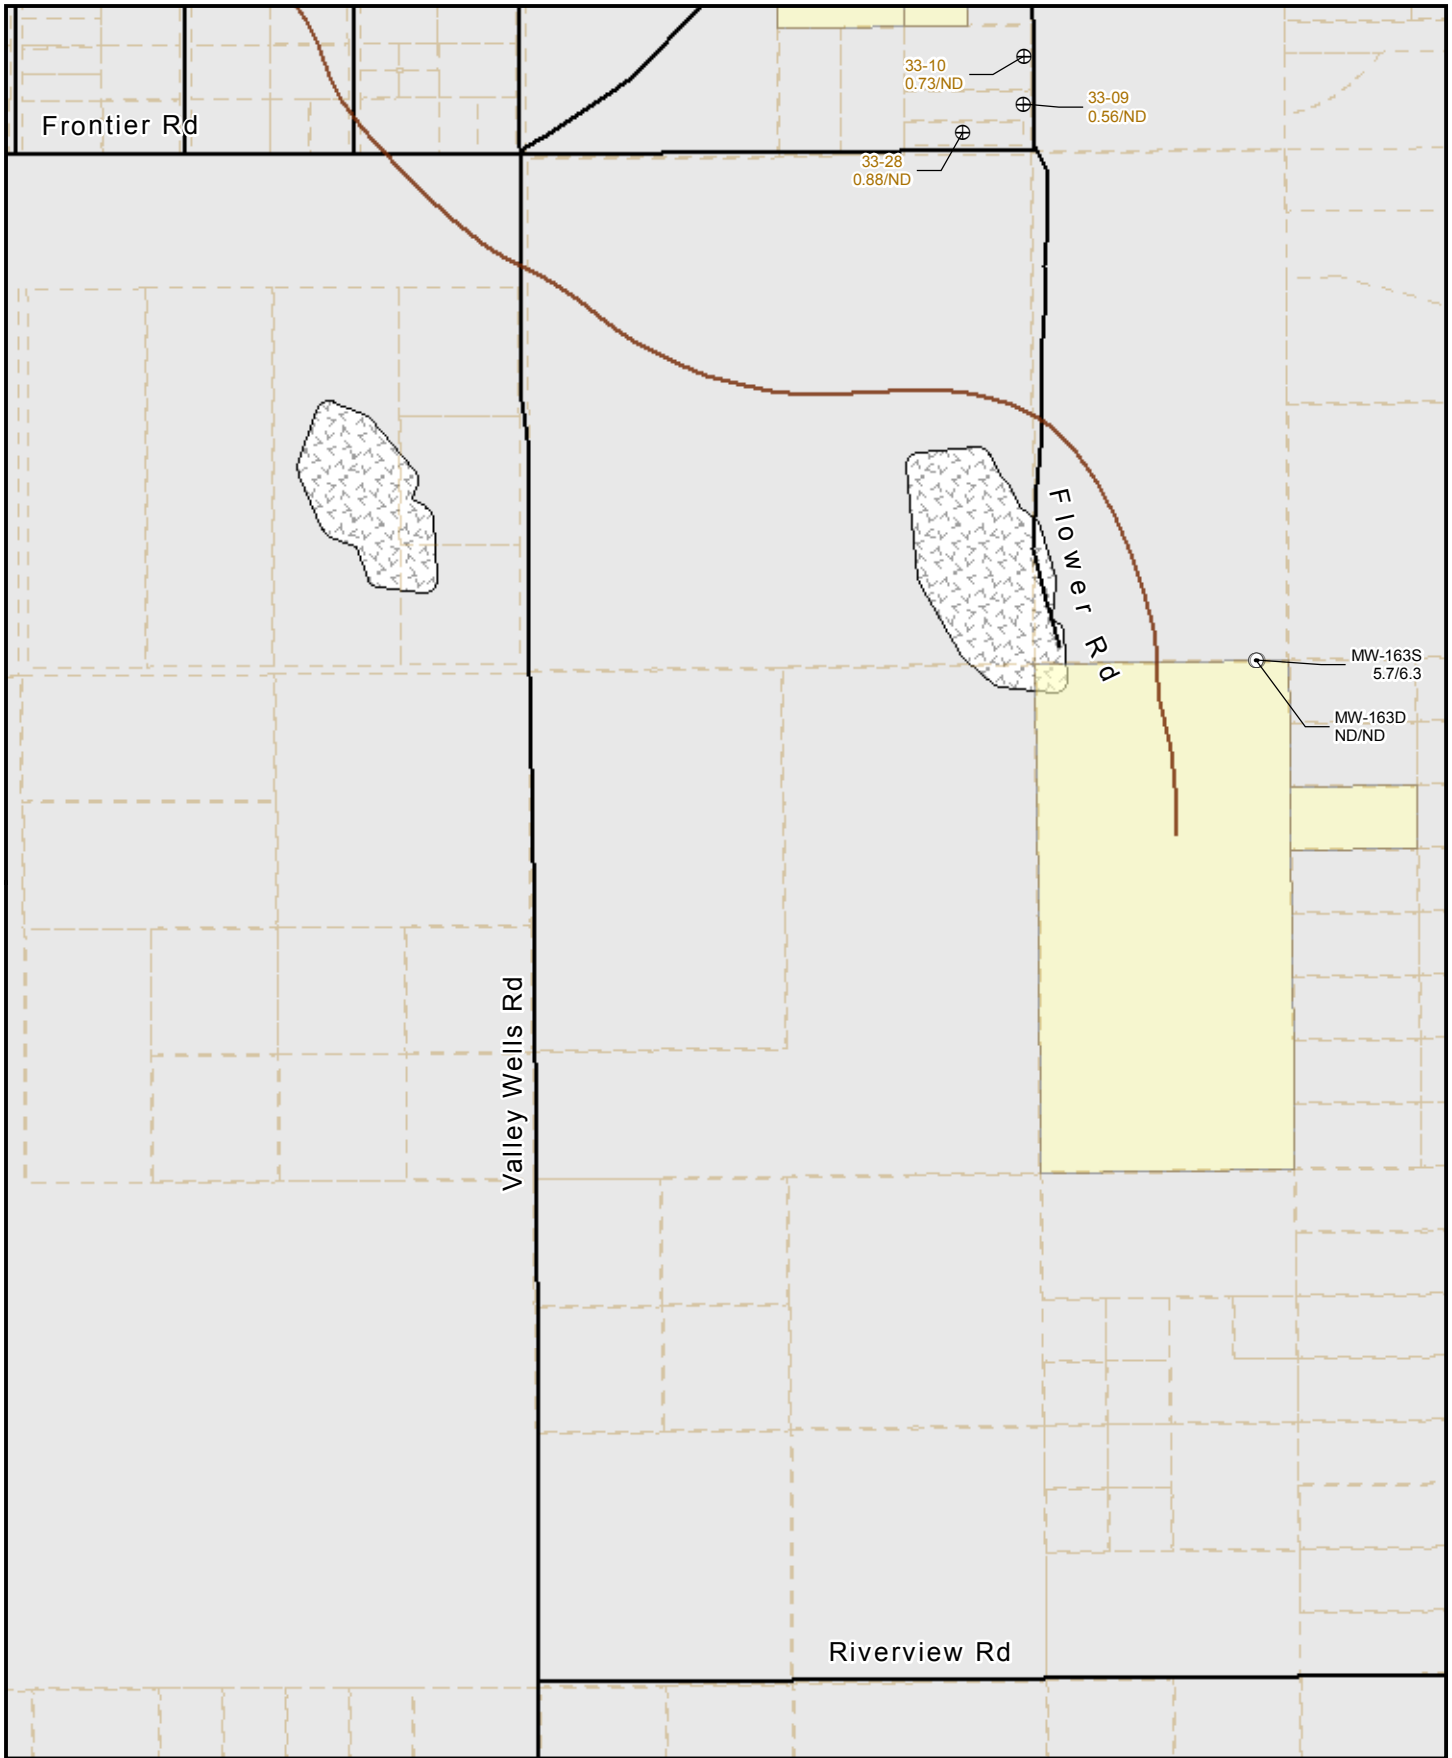 33-10
0.73/ND
33-09
0.56/ND
Frontier Rd
33-28
0.88/ND
Flower Rd
MW-163S
5.7/6.3
MW-163D
ND/ND
Valley Wells Rd
Riverview Rd